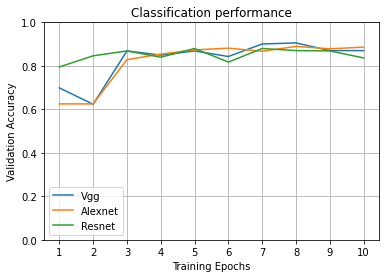 Classification performance
1.0
0.8
0.6
0.4
0.2
0.0
Validation Accuracy
Vgg
Alexnet
Resnet
1 2 3 4 5 6 7 8 9 10
Training Epochs